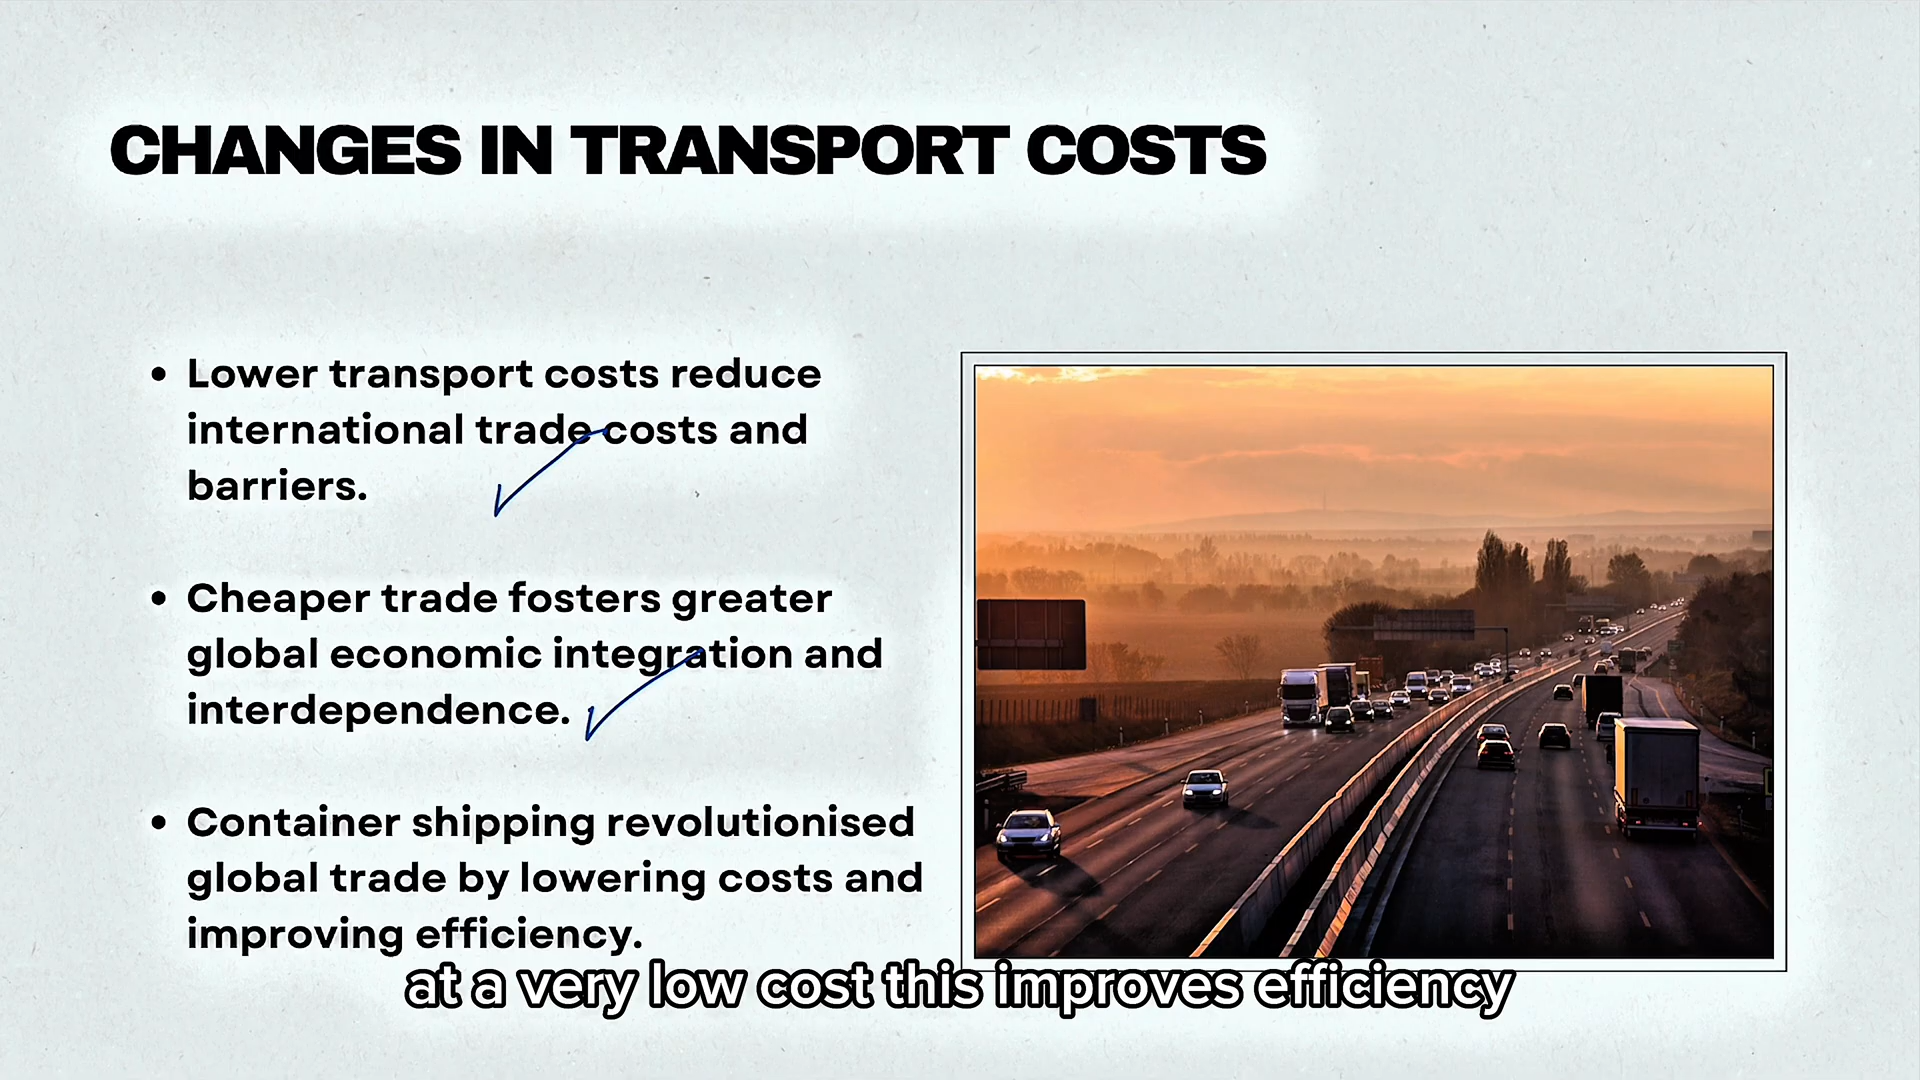 CHANGES IN TRANSPORT COSTS
• Lower transport costs reduce
international trade costs and
barriers.
• Cheaper trade fosters greater
global economic integration and
interdependence.
• Container shipping revolutionised
global trade by lowering costs and
improving efficiency.
at a very low cost this improves efficiency